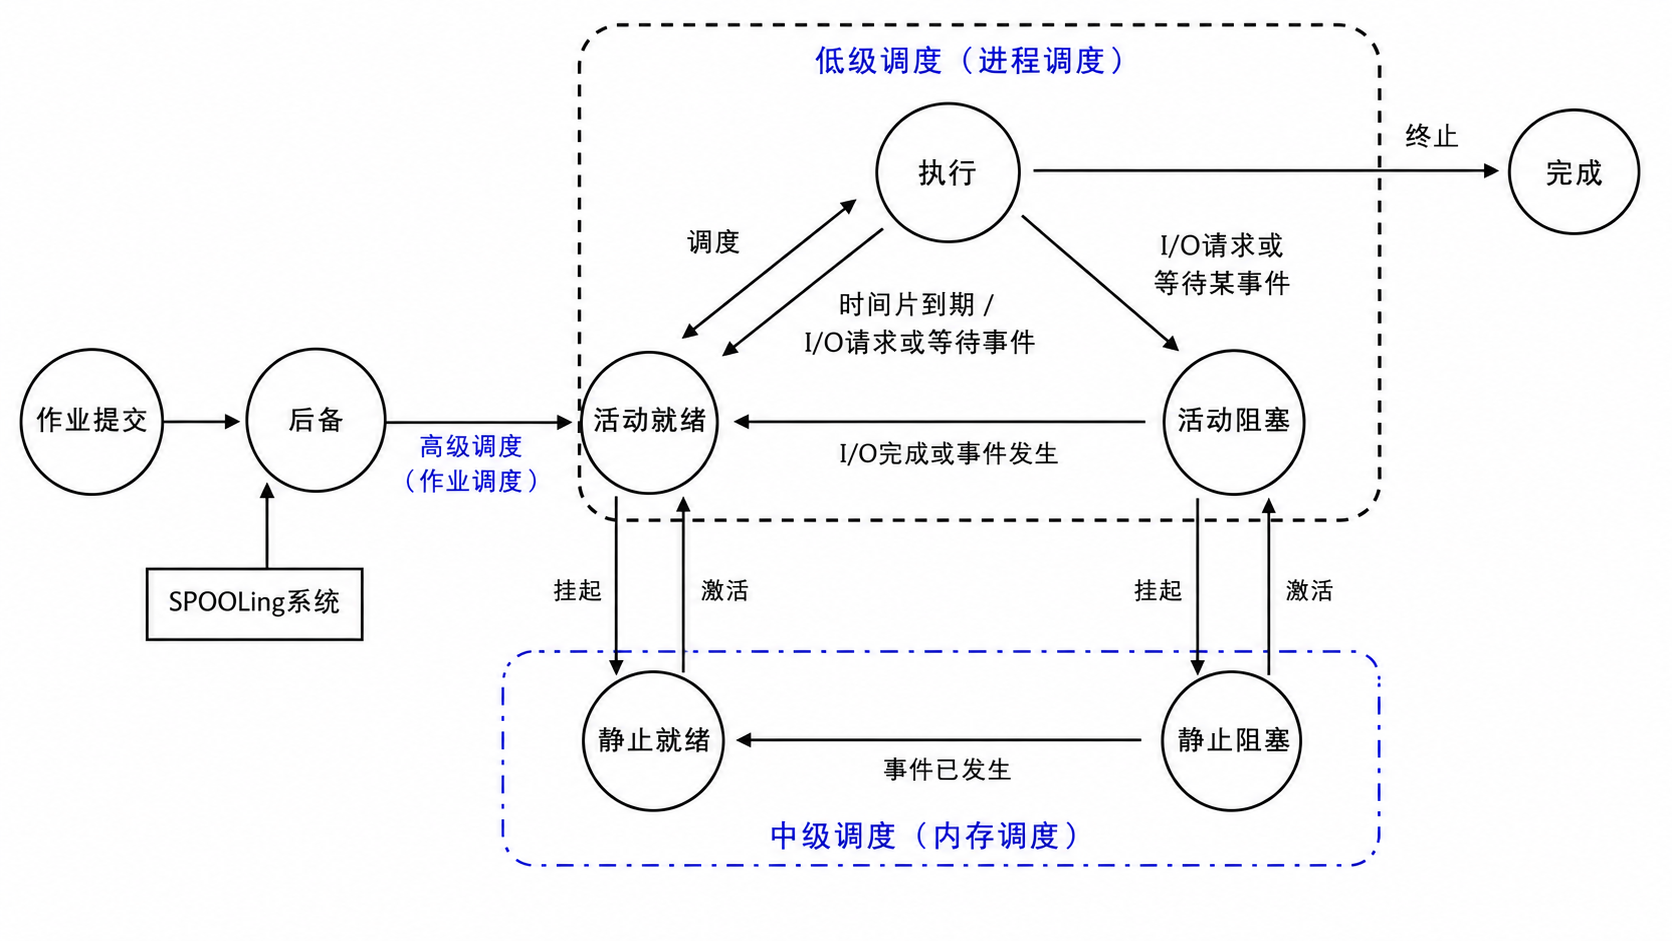 低级调度（进程调度）
执行
终止
完成
调度
I/O请求或
等待某事件
时间片到期 /
I/O请求或等待事件
作业提交
后备
高级调度
（作业调度）
活动就绪
I/O完成或事件发生
活动阻塞
SPOOLing系统
挂起
激活
挂起
激活
静止就绪
事件已发生
静止阻塞
中级调度（内存调度）